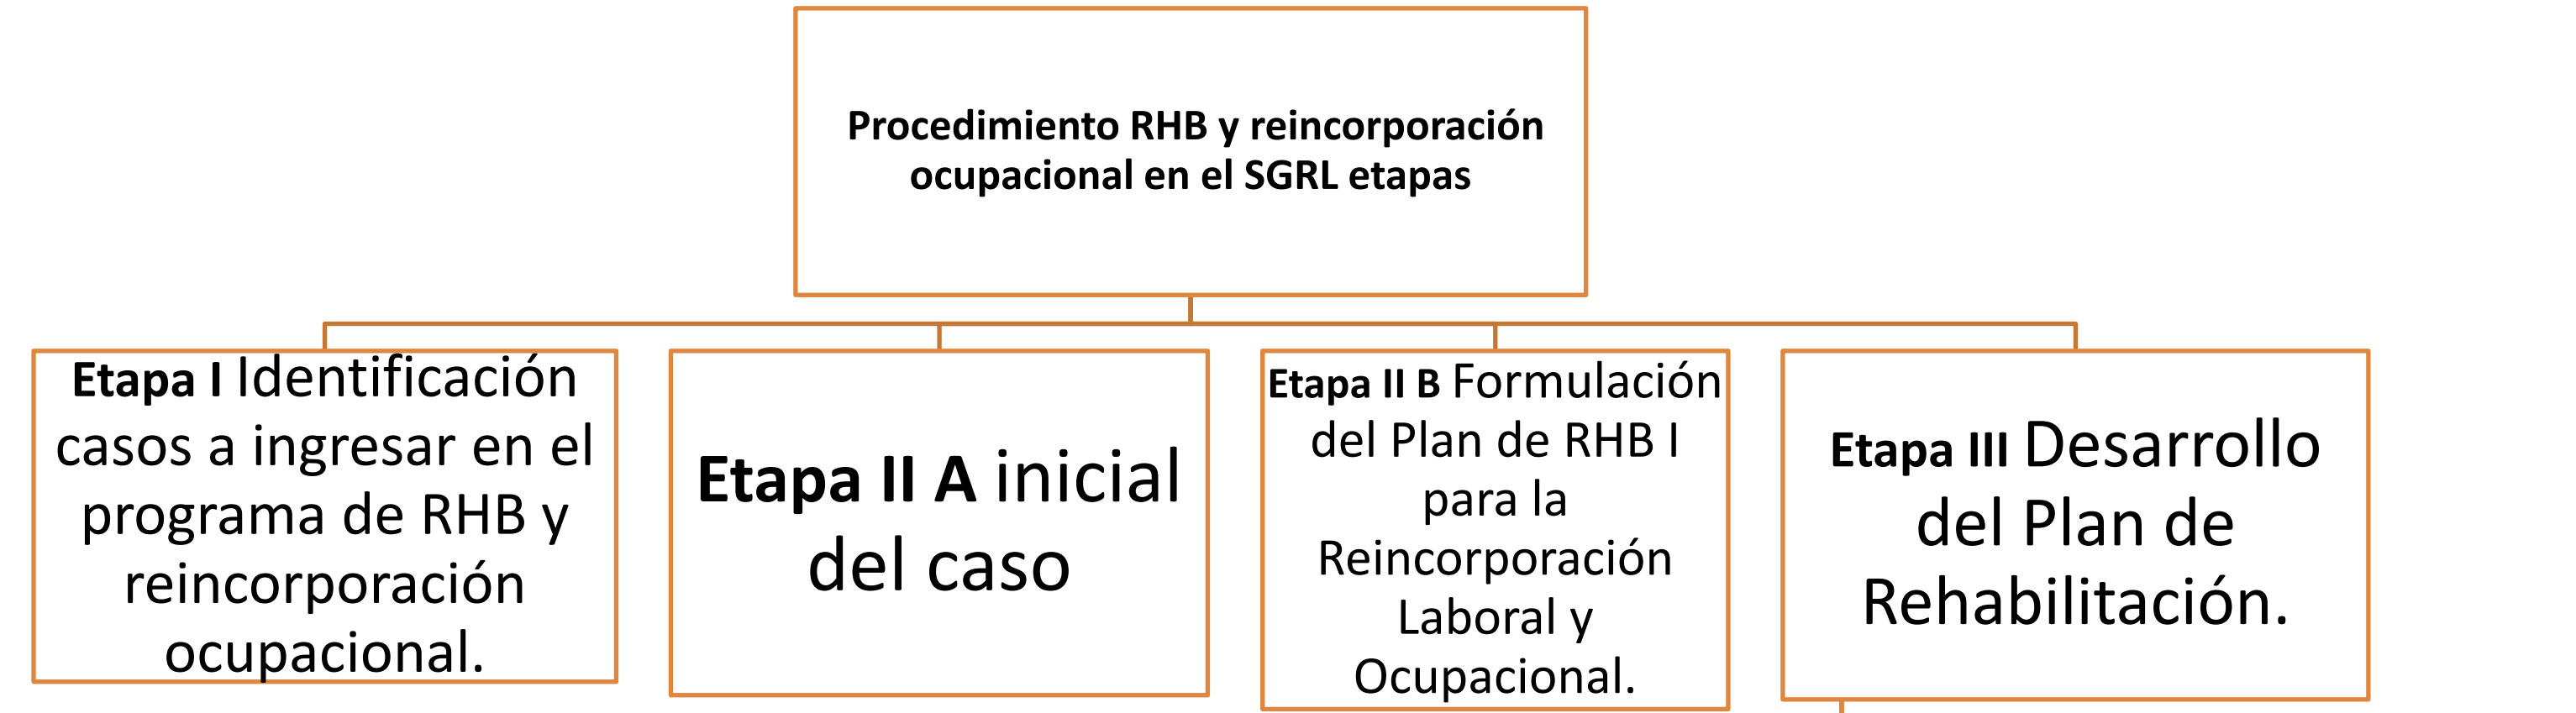 Procedimiento RHB y reincorporación
ocupacional en el SGRL etapas
Etapa I Identificación
casos a ingresar en el
programa de RHB y
reincorporación
ocupacional.
Etapa II A inicial
del caso
Etapa II B Formulación
del Plan de RHB I
para la
Reincorporación
Laboral y
Ocupacional.
Etapa III Desarrollo
del Plan de
Rehabilitación.